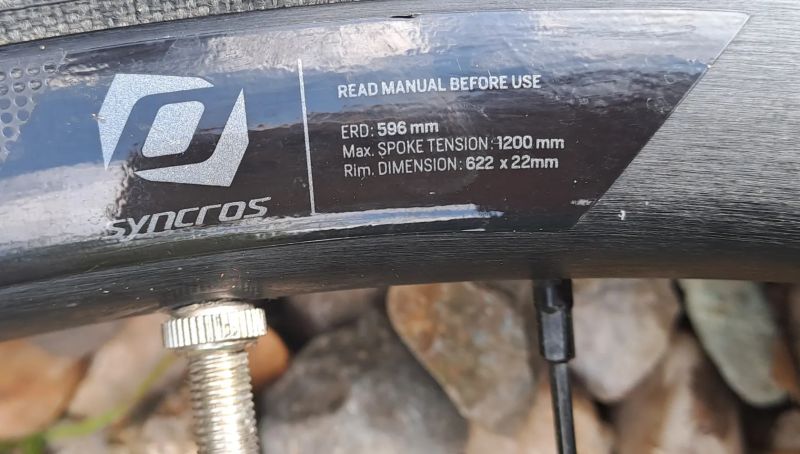 READ MANUAL BEFORE USE
ERD: 596 mm
Max. SPOKE TENSION: 1200 mm
Rim. DIMENSION: 622 x 22mm
SYNCROS